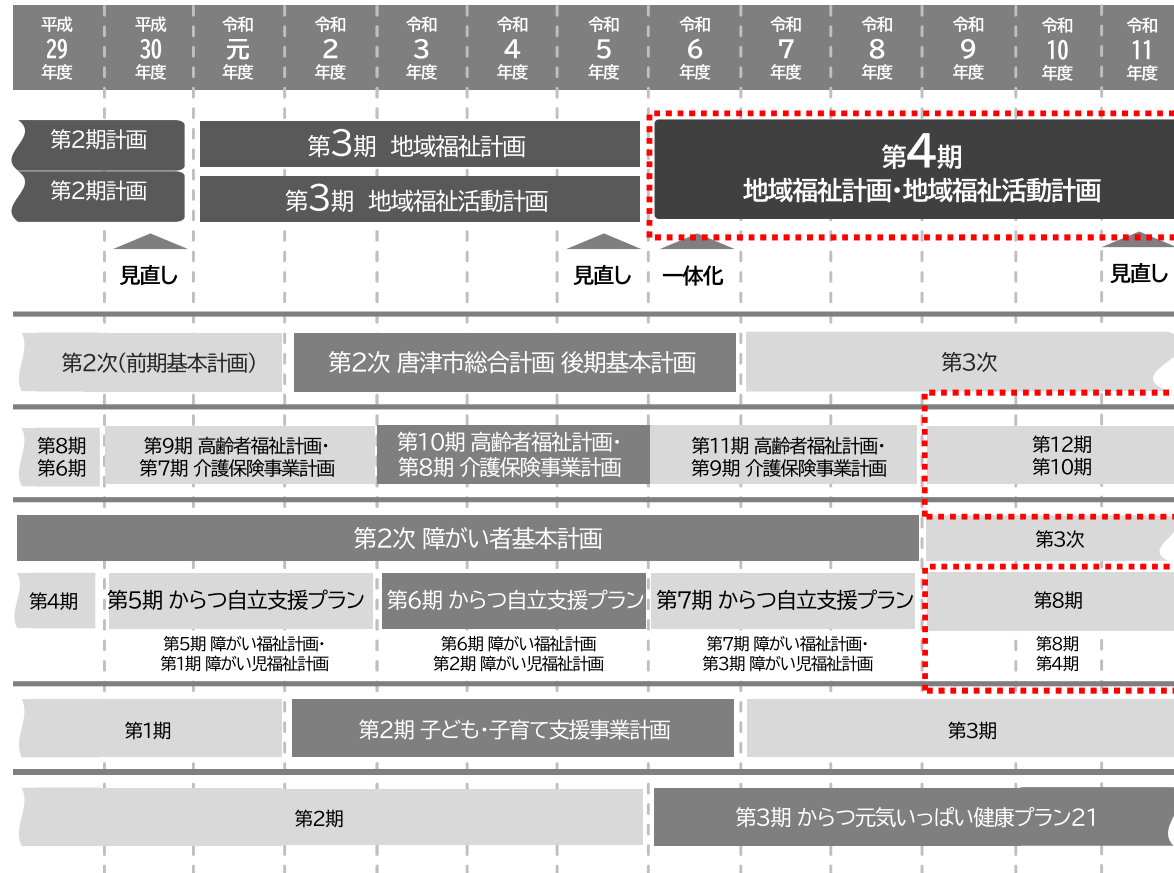 平成
29
年度
平成
30
年度
令和
元
年度
令和
2
年度
令和
3
年度
令和
4
年度
令和
5
年度
令和
6
年度
令和
7
年度
令和
8
年度
令和
9
年度
令和
10
年度
令和
11
年度
第2期計画
第3期 地域福祉計画
第2期計画
第3期 地域福祉活動計画
第4期
地域福祉計画・地域福祉活動計画
見直し
見直し
一体化
見直し
第2次(前期基本計画)
第2次 唐津市総合計画 後期基本計画
第3次
第8期
第6期
第9期 高齢者福祉計画・
第7期 介護保険事業計画
第10期 高齢者福祉計画・
第8期 介護保険事業計画
第11期 高齢者福祉計画・
第9期 介護保険事業計画
第12期
第10期
第2次 障がい者基本計画
第3次
第4期
第5期 からつ自立支援プラン
第6期 からつ自立支援プラン
第7期 からつ自立支援プラン
第8期
第5期 障がい福祉計画・
第1期 障がい児福祉計画
第6期 障がい福祉計画
第2期 障がい児福祉計画
第7期 障がい福祉計画・
第3期 障がい児福祉計画
第8期
第4期
第1期
第2期 子ども・子育て支援事業計画
第3期
第2期
第3期 からつ元気いっぱい健康プラン21